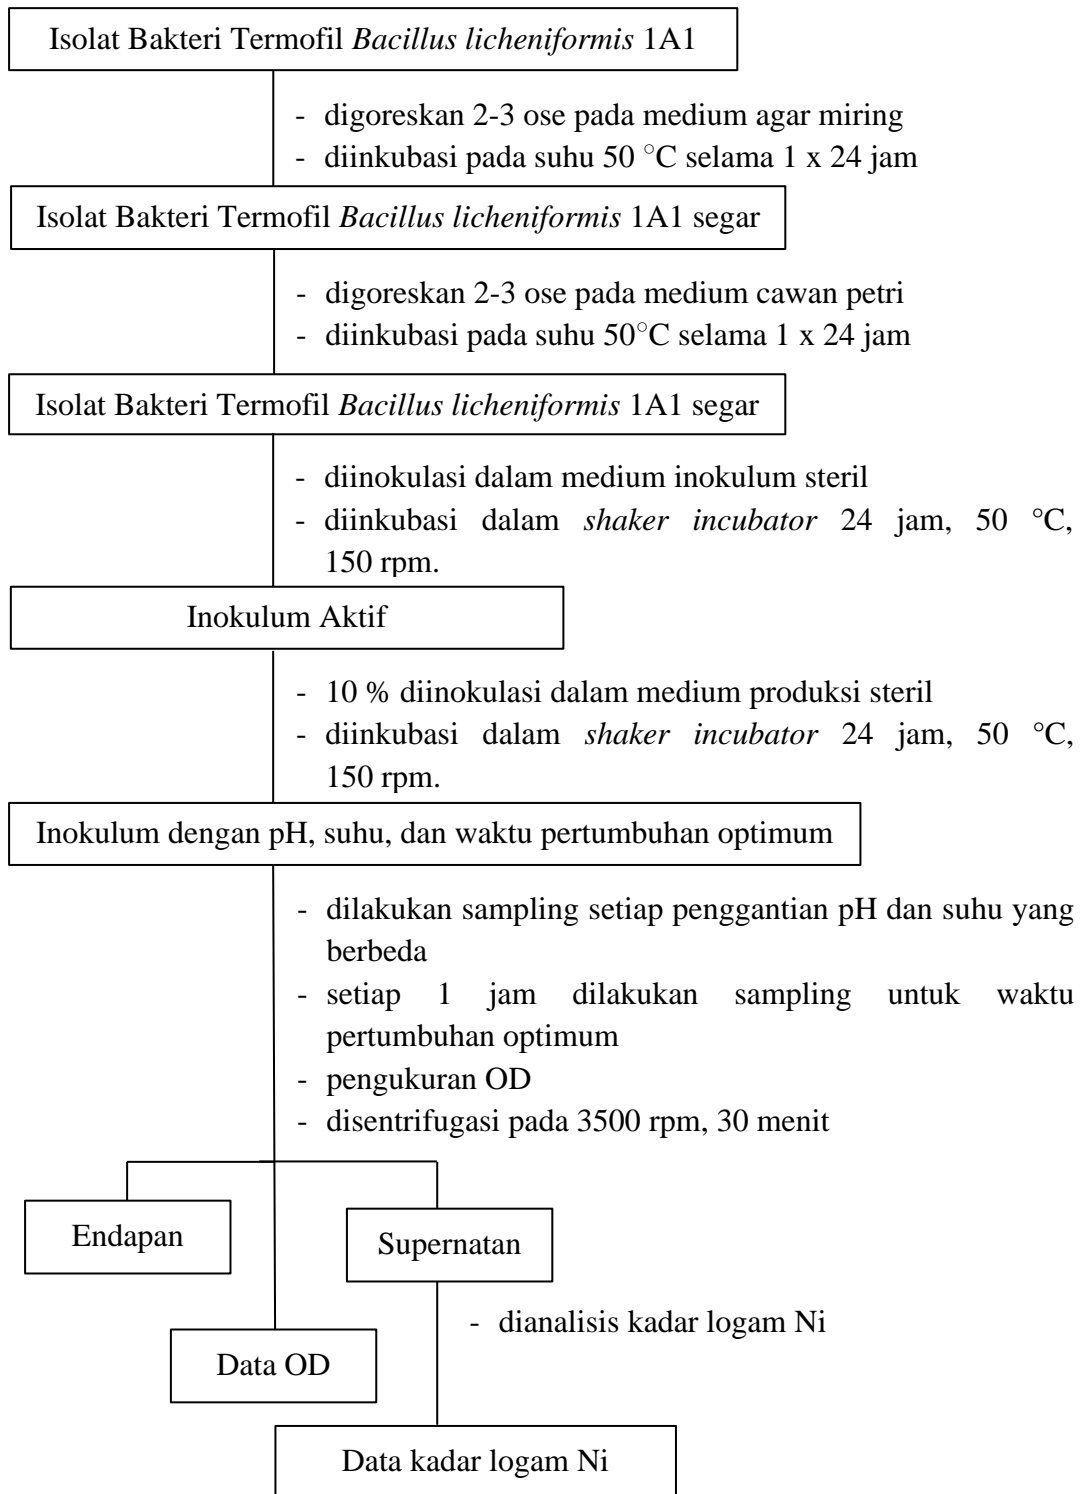 Isolat Bakteri Termofil Bacillus licheniformis 1A1
- digoreskan 2-3 ose pada medium agar miring
- diinkubasi pada suhu 50 °C selama 1 x 24 jam
Isolat Bakteri Termofil Bacillus licheniformis 1A1 segar
- digoreskan 2-3 ose pada medium cawan petri
- diinkubasi pada suhu 50°C selama 1 x 24 jam
Isolat Bakteri Termofil Bacillus licheniformis 1A1 segar
- diinokulasi dalam medium inokulum steril
- diinkubasi dalam shaker incubator 24 jam, 50 °C,
150 rpm.
Inokulum Aktif
- 10 % diinokulasi dalam medium produksi steril
- diinkubasi dalam shaker incubator 24 jam, 50 °C,
150 rpm.
Inokulum dengan pH, suhu, dan waktu pertumbuhan optimum
- dilakukan sampling setiap penggantian pH dan suhu yang
berbeda
- setiap 1 jam dilakukan sampling untuk waktu
pertumbuhan optimum
- pengukuran OD
- disentrifugasi pada 3500 rpm, 30 menit
Endapan
Supernatan
- dianalisis kadar logam Ni
Data OD
Data kadar logam Ni